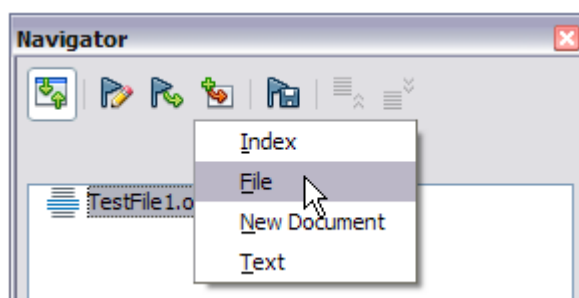 Navigator
Index
File
TestFile1.o
New Document
Text